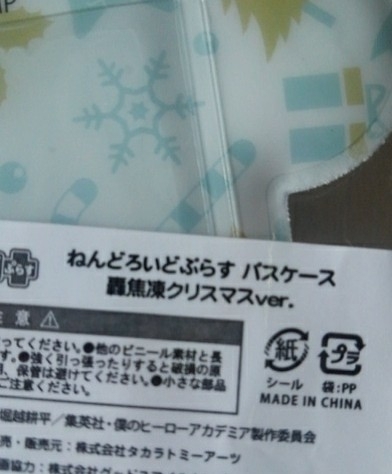 IP
ぷらす
ねんどろいどぷらす パスケース
轟焦凍クリスマスver.
注意⚠
ってください。●他のビニール素材と長
す。●強く引っ張ったりすると破損の原
、保管は避けてください。●小さな部品
ご注意ください。
紙
シール
プラ
袋:PP
MADE IN CHINA
堀越耕平/集英社・僕のヒーローアカデミア製作委員会
売・販売元:株式会社タカラトミーアーツ